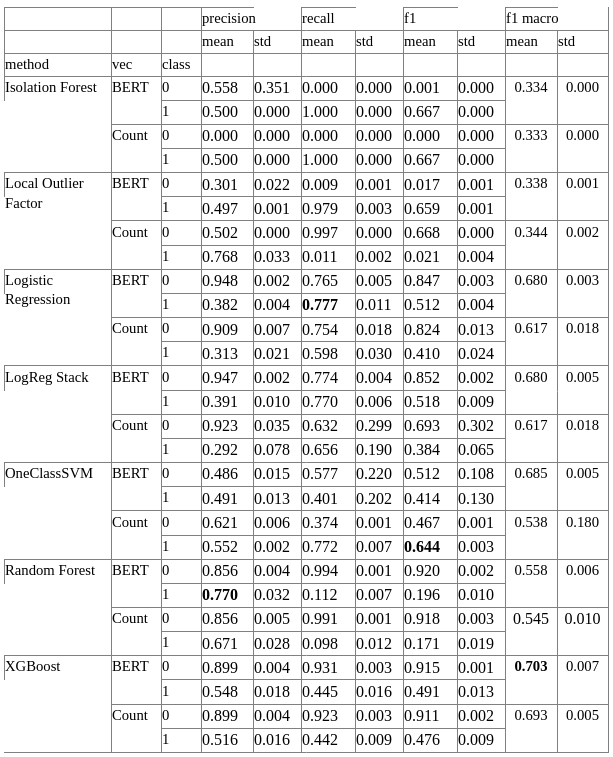 precision recall f1 f1 macro
mean std mean std mean std mean std
method vec class
Isolation Forest BERT 0 0.558 0.351 0.000 0.000 0.001 0.000 0.334 0.000
1 0.500 0.000 1.000 0.000 0.667 0.000
Count 0 0.000 0.000 0.000 0.000 0.000 0.000 0.333 0.000
1 0.500 0.000 1.000 0.000 0.667 0.000
Local Outlier BERT 0 0.301 0.022 0.009 0.001 0.017 0.001 0.338 0.001
Factor 1 0.497 0.001 0.979 0.003 0.659 0.001
Count 0 0.502 0.000 0.997 0.000 0.668 0.000 0.344 0.002
1 0.768 0.033 0.011 0.002 0.021 0.004
Logistic BERT 0 0.948 0.002 0.765 0.005 0.847 0.003 0.680 0.003
Regression 1 0.382 0.004 0.777 0.011 0.512 0.004
Count 0 0.909 0.007 0.754 0.018 0.824 0.013 0.617 0.018
1 0.313 0.021 0.598 0.030 0.410 0.024
LogReg Stack BERT 0 0.947 0.002 0.774 0.004 0.852 0.002 0.680 0.005
1 0.391 0.010 0.770 0.006 0.518 0.009
Count 0 0.923 0.035 0.632 0.299 0.693 0.302 0.617 0.018
1 0.292 0.078 0.656 0.190 0.384 0.065
OneClassSVM BERT 0 0.486 0.015 0.577 0.220 0.512 0.108 0.685 0.005
1 0.491 0.013 0.401 0.202 0.414 0.130
Count 0 0.621 0.006 0.374 0.001 0.467 0.001 0.538 0.180
1 0.552 0.002 0.772 0.007 0.644 0.003
Random Forest BERT 0 0.856 0.004 0.994 0.001 0.920 0.002 0.558 0.006
1 0.770 0.032 0.112 0.007 0.196 0.010
Count 0 0.856 0.005 0.991 0.001 0.918 0.003 0.545 0.010
1 0.671 0.028 0.098 0.012 0.171 0.019
XGBoost BERT 0 0.899 0.004 0.931 0.003 0.915 0.001 0.703 0.007
1 0.548 0.018 0.445 0.016 0.491 0.013
Count 0 0.899 0.004 0.923 0.003 0.911 0.002 0.693 0.005
1 0.516 0.016 0.442 0.009 0.476 0.009